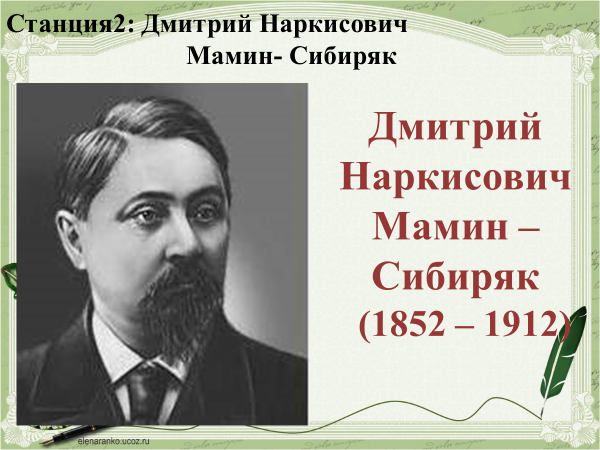 Станция2: Дмитрий Наркисович
Мамин- Сибиряк
Дмитрий
Наркисович
Мамин –
Сибиряк
(1852 – 1912)
elenaranko.ucoz.ru